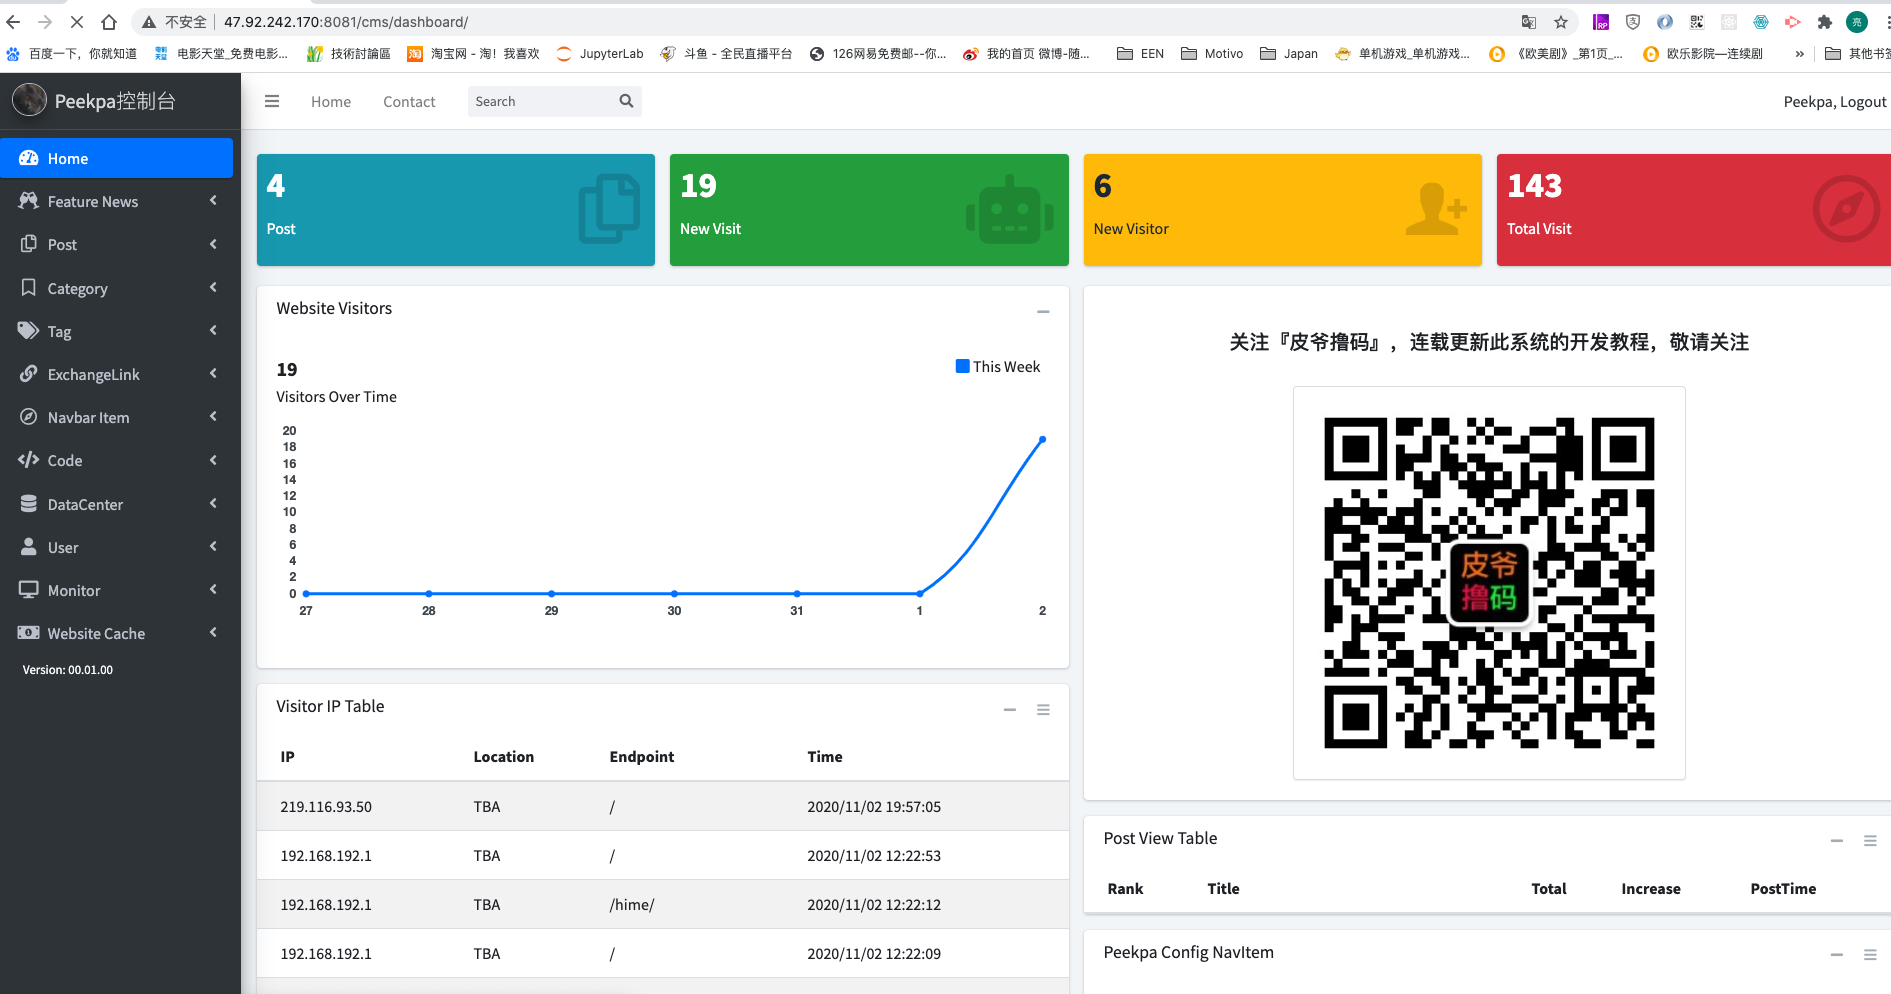 不安全 47.92.242.170:8081/cms/dashboard/
百度一下，你就知道 电影天堂_免费电影... 技術討論區 淘宝网 - 淘！我喜欢 JupyterLab 斗鱼 - 全民直播平台 126网易免费邮--你... 我的首页 微博-随... EEN Motivo Japan 单机游戏_单机游戏... 《欧美剧》_第1页_... 欧乐影院—连续剧 » 其他书签
Peekpa控制台
Home Contact Search Peekpa, Logout
Home
Feature News
Post
Category
Tag
ExchangeLink
Navbar Item
Code
DataCenter
User
Monitor
Website Cache
Version: 00.01.00
4
Post
19
New Visit
6
New Visitor
143
Total Visit
Website Visitors
19
Visitors Over Time
This Week
20
18
16
14
12
10
8
6
4
2
0
27 28 29 30 31 1 2
Visitor IP Table
IP Location Endpoint Time
219.116.93.50 TBA / 2020/11/02 19:57:05
192.168.192.1 TBA / 2020/11/02 12:22:53
192.168.192.1 TBA /hime/ 2020/11/02 12:22:12
192.168.192.1 TBA / 2020/11/02 12:22:09
关注『皮爷撸码』，连载更新此系统的开发教程，敬请关注
皮爷
撸码
Post View Table
Rank Title Total Increase PostTime
Peekpa Config NavItem